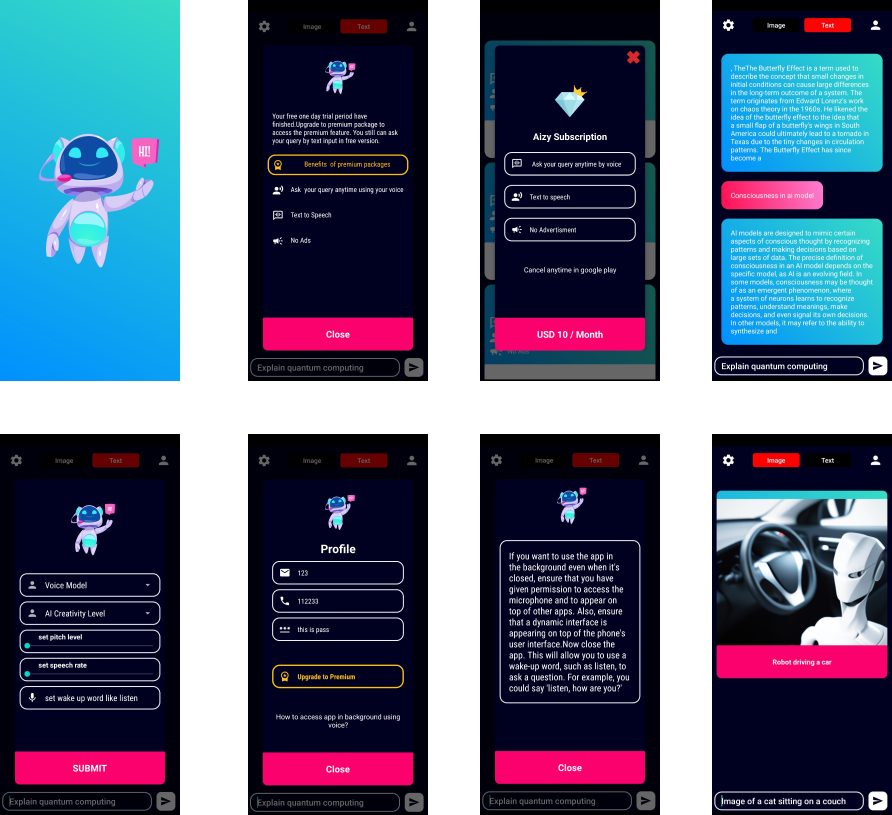 HI!
Image
Text
Your free one day trial period have
finished.Upgrade to premium package to
access the premium feature. You still can ask
your query by text input in free version.
Benefits of premium packages
Ask your query anytime using your voice
Text to Speech
No Ads
Close
Explain quantum computing
Aizy Subscription
Ask your query anytime by voice
Text to speech
No Advertisment
Cancel anytime in google play
USD 10 / Month
No Ads
Image
Text
. TheThe Butterfly Effect is a term used to
describe the concept that small changes in
initial conditions can cause large differences
in the long-term outcome of a system. The
term originates from Edward Lorenz's work
on chaos theory in the 1960s. He likened the
idea of the butterfly effect to the idea that
a small flap of a butterfly's wings in South
America could ultimately lead to a tornado in
Texas due to the tiny changes in circulation
patterns. The Butterfly Effect has since
become a
Consciousness in ai model
AI models are designed to mimic certain
aspects of conscious thought by recognizing
patterns and making decisions based on
large sets of data. The precise definition of
consciousness in an AI model depends on the
specific model, as AI is an evolving field. In
some models, consciousness may be thought
of as an emergent phenomenon, where
a system of neurons learns to recognize
patterns, understand meanings, make
decisions, and even signal its own decisions.
In other models, it may refer to the ability to
synthesize and
Explain quantum computing
Image
Text
Voice Model
AI Creativity Level
set pitch level
set speech rate
set wake up word like listen
SUBMIT
Explain quantum computing
Image
Text
Profile
123
112233
this is pass
Upgrade to Premium
How to access app in background using
voice?
Close
Explain quantum computing
Image
Text
If you want to use the app in
the background even when it's
closed, ensure that you have
given permission to access the
microphone and to appear on
top of other apps. Also, ensure
that a dynamic interface is
appearing on top of the phone's
user interface.Now close the
app. This will allow you to use a
wake-up word, such as listen, to
ask a question. For example, you
could say 'listen, how are you?'
Close
Explain quantum computing
Image
Text
Robot driving a car
Image of a cat sitting on a couch